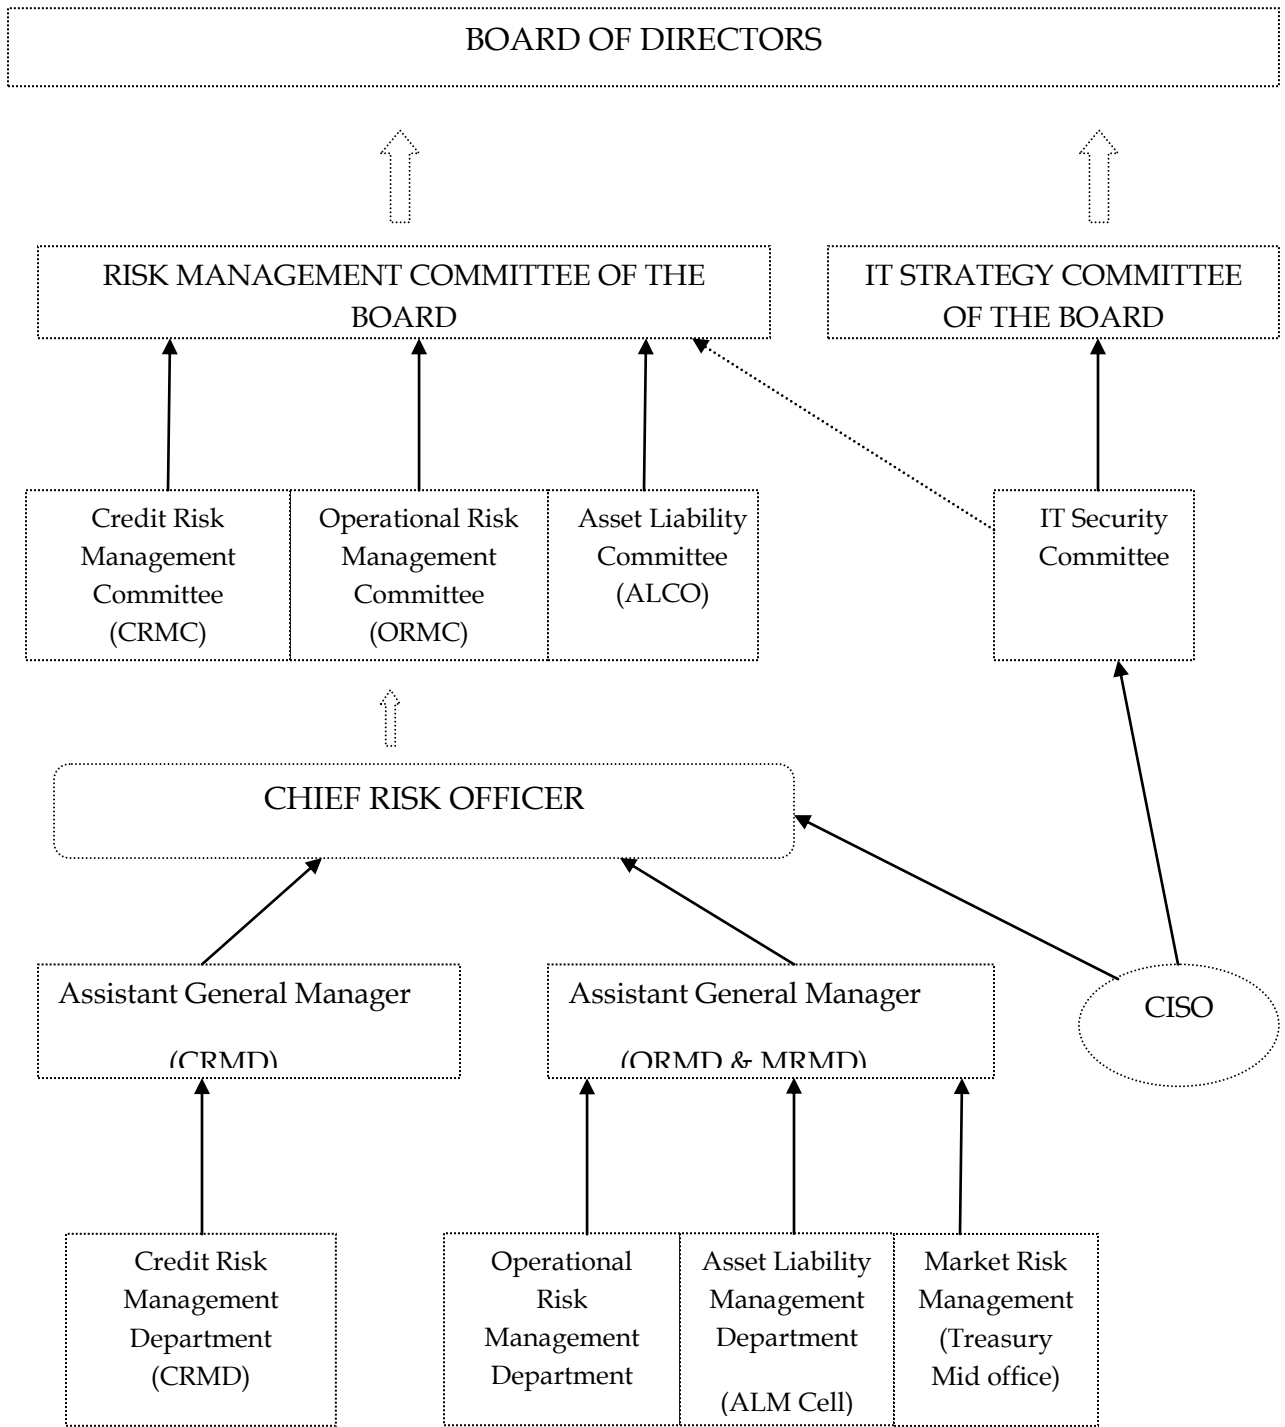 BOARD OF DIRECTORS
RISK MANAGEMENT COMMITTEE OF THE
BOARD
IT STRATEGY COMMITTEE
OF THE BOARD
Credit Risk
Management
Committee
(CRMC)
Operational Risk
Management
Committee
(ORMC)
Asset Liability
Committee
(ALCO)
IT Security
Committee
CHIEF RISK OFFICER
Assistant General Manager
(CRMD)
Assistant General Manager
(ORMD & MRMD)
CISO
Credit Risk
Management
Department
(CRMD)
Operational
Risk
Management
Department
Asset Liability
Management
Department
(ALM Cell)
Market Risk
Management
(Treasury
Mid office)